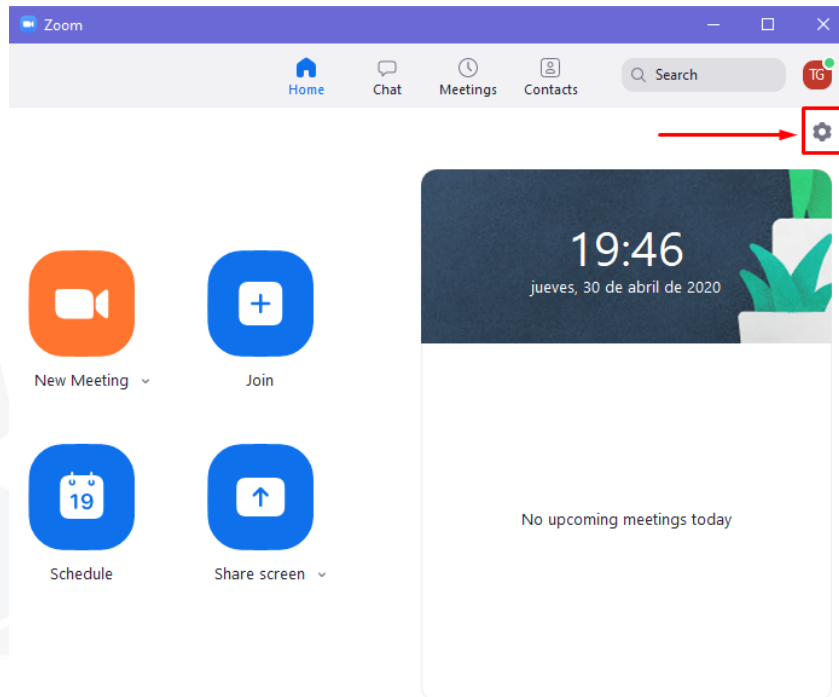 Zoom
Home
Chat
Meetings
Contacts
Search
TG
19:46
jueves, 30 de abril de 2020
New Meeting
Join
19
Schedule
Share screen
No upcoming meetings today